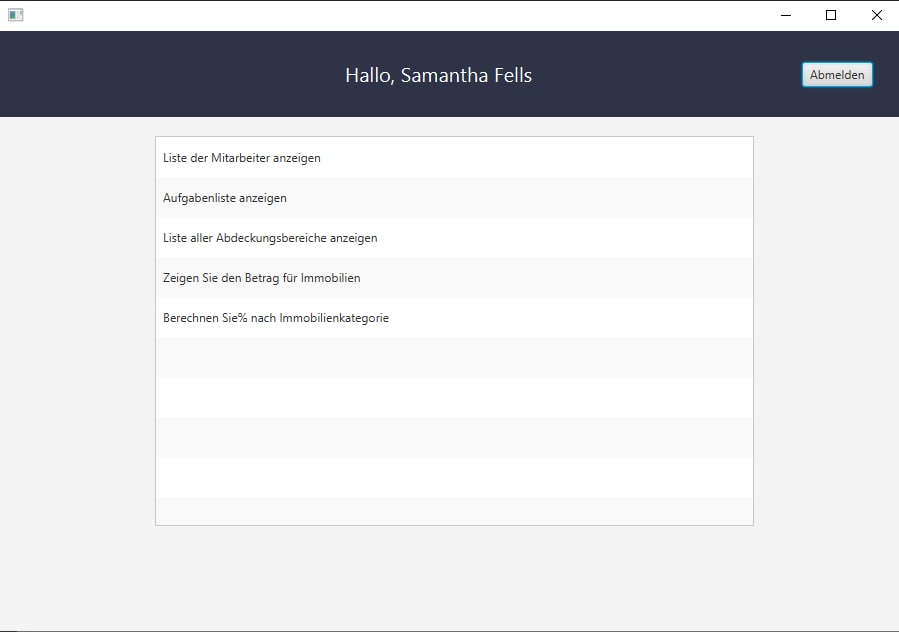 Hallo, Samantha Fells
Abmelden
Liste der Mitarbeiter anzeigen
Aufgabenliste anzeigen
Liste aller Abdeckungsbereiche anzeigen
Zeigen Sie den Betrag für Immobilien
Berechnen Sie% nach Immobilienkategorie